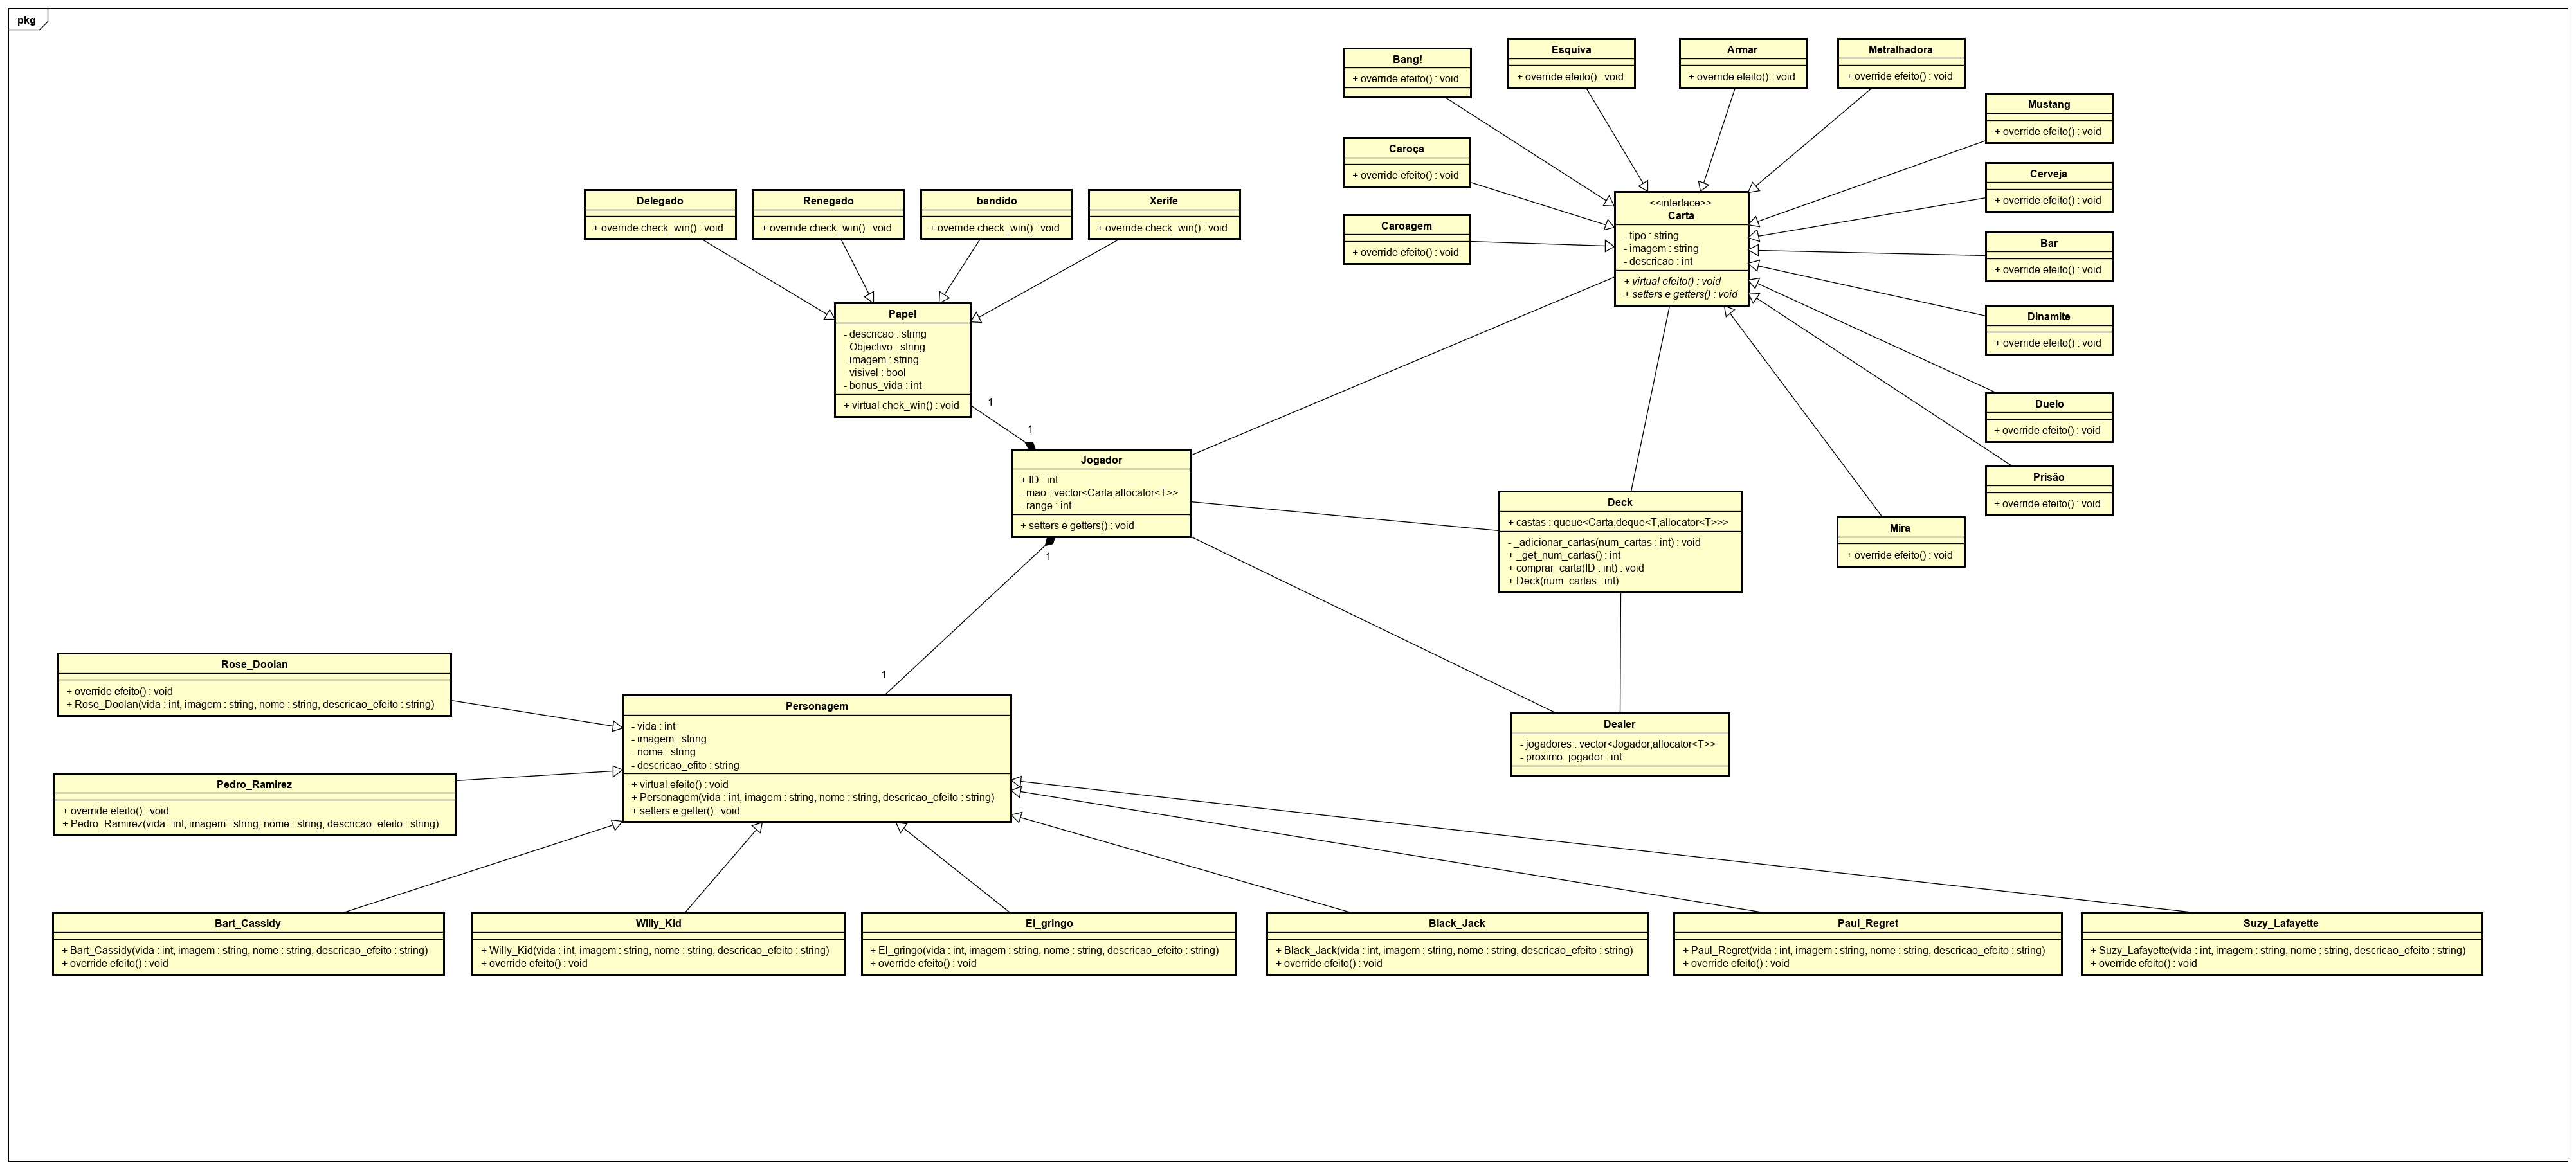 pkg
Bang!
+ override efeito() : void
Esquiva
+ override efeito() : void
Armar
+ override efeito() : void
Metralhadora
+ override efeito() : void
Mustang
+ override efeito() : void
Caroça
+ override efeito() : void
Cerveja
+ override efeito() : void
Caroagem
+ override efeito() : void
Bar
+ override efeito() : void
Dinamite
+ override efeito() : void
Duelo
+ override efeito() : void
Prisão
+ override efeito() : void
Mira
+ override efeito() : void
<<interface>>
Carta
- tipo : string
- imagem : string
- descricao : int
+ virtual efeito() : void
+ setters e getters() : void
Delegado
+ override check_win() : void
Renegado
+ override check_win() : void
bandido
+ override check_win() : void
Xerife
+ override check_win() : void
Papel
- descricao : string
- Objectivo : string
- imagem : string
- visivel : bool
- bonus_vida : int
+ virtual chek_win() : void
1
1
Jogador
+ ID : int
- mao : vector<Carta,allocator<T>>
- range : int
+ setters e getters() : void
1
1
Deck
+ castas : queue<Carta,deque<T,allocator<T>>>
- _adicionar_cartas(num_cartas : int) : void
+ _get_num_cartas() : int
+ comprar_carta(ID : int) : void
+ Deck(num_cartas : int)
Dealer
- jogadores : vector<Jogador,allocator<T>>
- proximo_jogador : int
Rose_Doolan
+ override efeito() : void
+ Rose_Doolan(vida : int, imagem : string, nome : string, descricao_efeito : string)
Personagem
- vida : int
- imagem : string
- nome : string
- descricao_efito : string
+ virtual efeito() : void
+ Personagem(vida : int, imagem : string, nome : string, descricao_efeito : string)
+ setters e getter() : void
Pedro_Ramirez
+ override efeito() : void
+ Pedro_Ramirez(vida : int, imagem : string, nome : string, descricao_efeito : string)
Bart_Cassidy
+ Bart_Cassidy(vida : int, imagem : string, nome : string, descricao_efeito : string)
+ override efeito() : void
Willy_Kid
+ Willy_Kid(vida : int, imagem : string, nome : string, descricao_efeito : string)
+ override efeito() : void
El_gringo
+ El_gringo(vida : int, imagem : string, nome : string, descricao_efeito : string)
+ override efeito() : void
Black_Jack
+ Black_Jack(vida : int, imagem : string, nome : string, descricao_efeito : string)
+ override efeito() : void
Paul_Regret
+ Paul_Regret(vida : int, imagem : string, nome : string, descricao_efeito : string)
+ override efeito() : void
Suzy_Lafayette
+ Suzy_Lafayette(vida : int, imagem : string, nome : string, descricao_efeito : string)
+ override efeito() : void